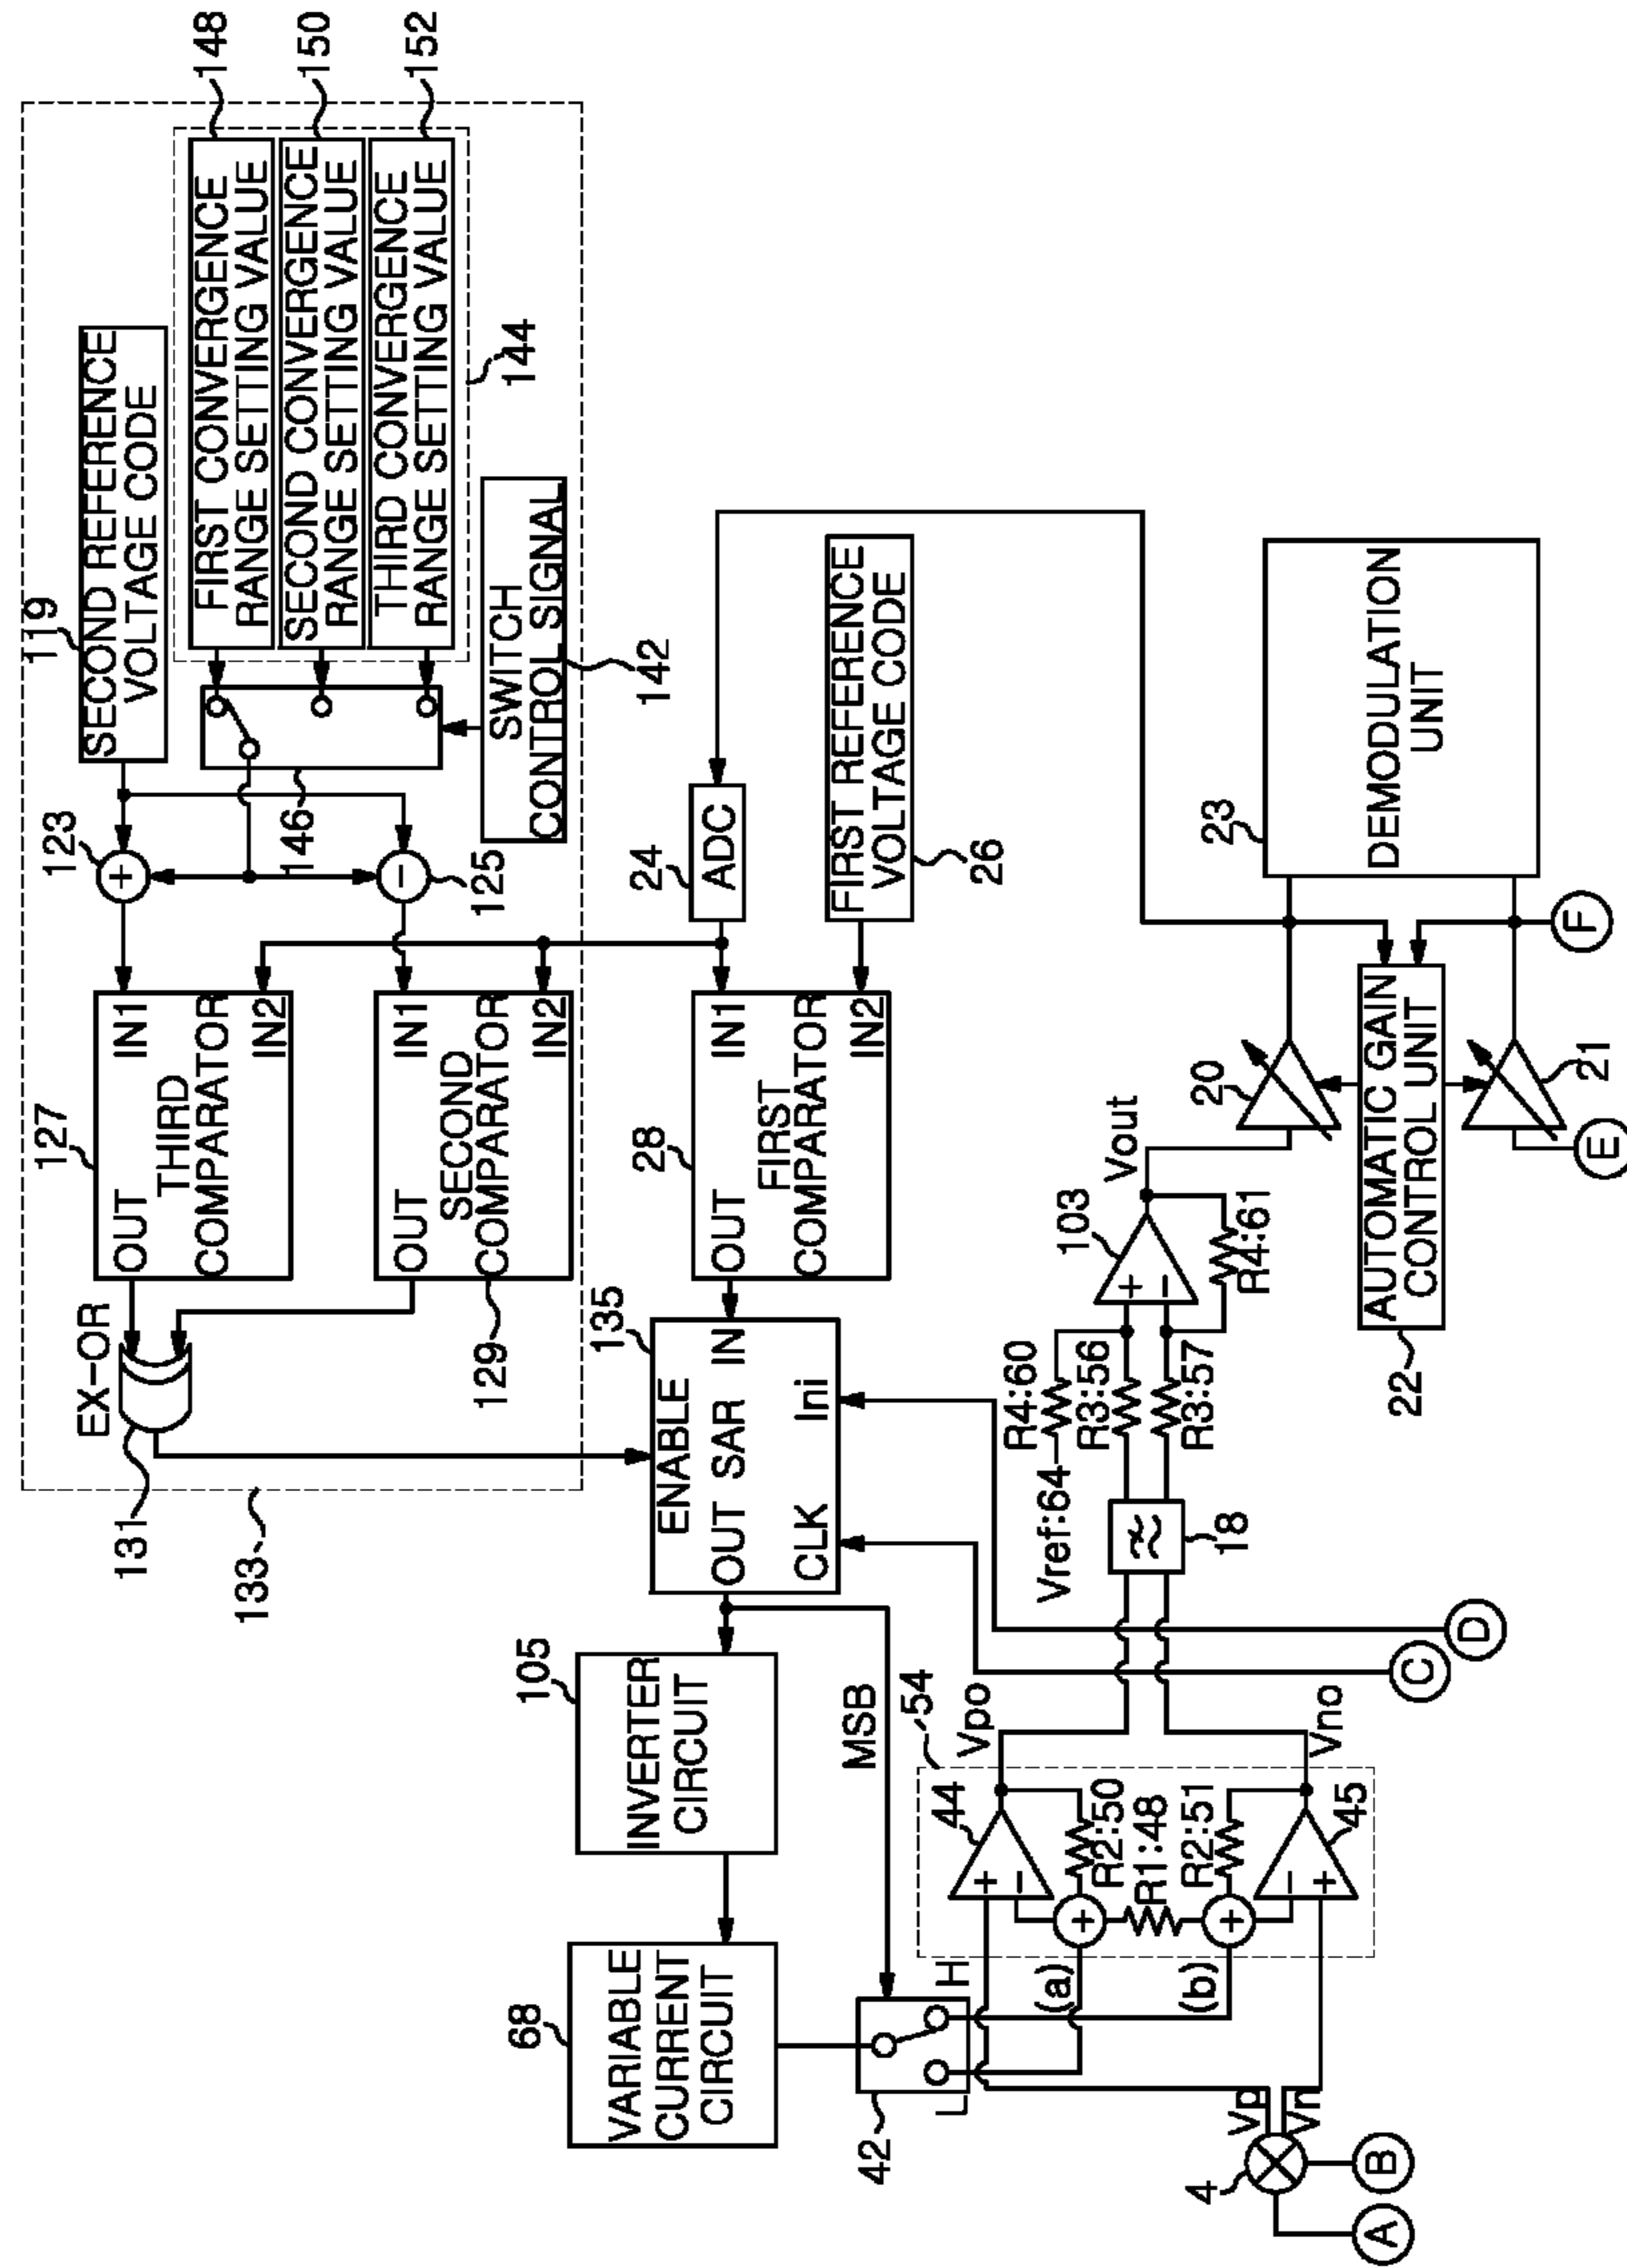 119
SECOND REFERENCE
VOLTAGE CODE
148
FIRST CONVERGENCE
RANGE SETTING VALUE
150
SECOND CONVERGENCE
RANGE SETTING VALUE
152
THIRD CONVERGENCE
RANGE SETTING VALUE
144
123
+
146
−
125
SWITCH
CONTROL SIGNAL
142
127
OUT
IN1
THIRD
COMPARATOR
IN2
EX-OR
131
133
OUT
IN1
SECOND
COMPARATOR
IN2
129
24
ADC
28
OUT
IN1
FIRST
COMPARATOR
IN2
FIRST REFERENCE
VOLTAGE CODE
26
135
ENABLE
OUT SAR IN
CLK
Ini
105
INVERTER
CIRCUIT
MSB
68
VARIABLE
CURRENT
CIRCUIT
42
L
H
(a)
(b)
54
44
+
−
R2:50
+
R1:48
+
R2:51
−
+
45
Vpo
Vno
Vp
Vn
4
A
B
C
D
18
Vref:64
R4:60
R3:56
R3:57
103
+
−
R4:61
Vout
20
21
AUTOMATIC GAIN
CONTROL UNIT
22
23
DEMODULATION
UNIT
E
F